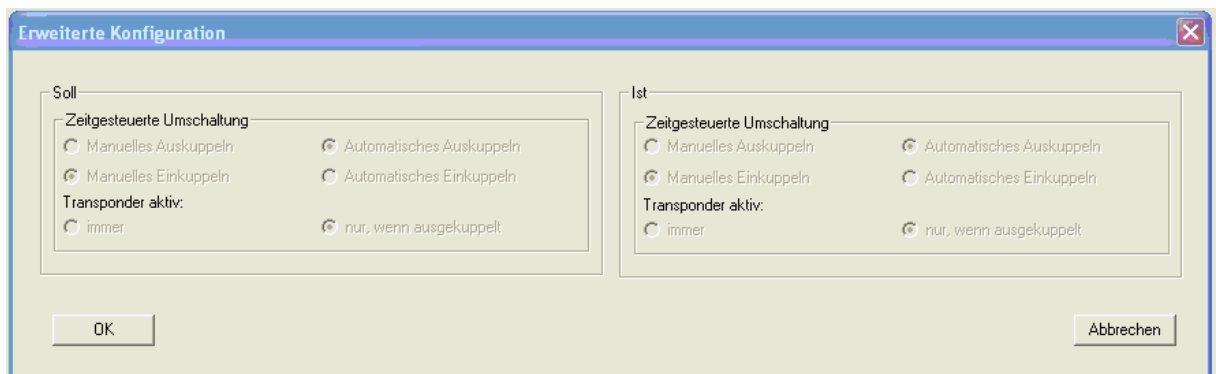 Erweiterte Konfiguration
Soll
Zeitgesteuerte Umschaltung
Manuelles Auskuppeln Automatisches Auskuppeln
Manuelles Einkuppeln Automatisches Einkuppeln
Transponder aktiv:
immer nur, wenn ausgekuppelt
Ist
Zeitgesteuerte Umschaltung
Manuelles Auskuppeln Automatisches Auskuppeln
Manuelles Einkuppeln Automatisches Einkuppeln
Transponder aktiv:
immer nur, wenn ausgekuppelt
OK Abbrechen